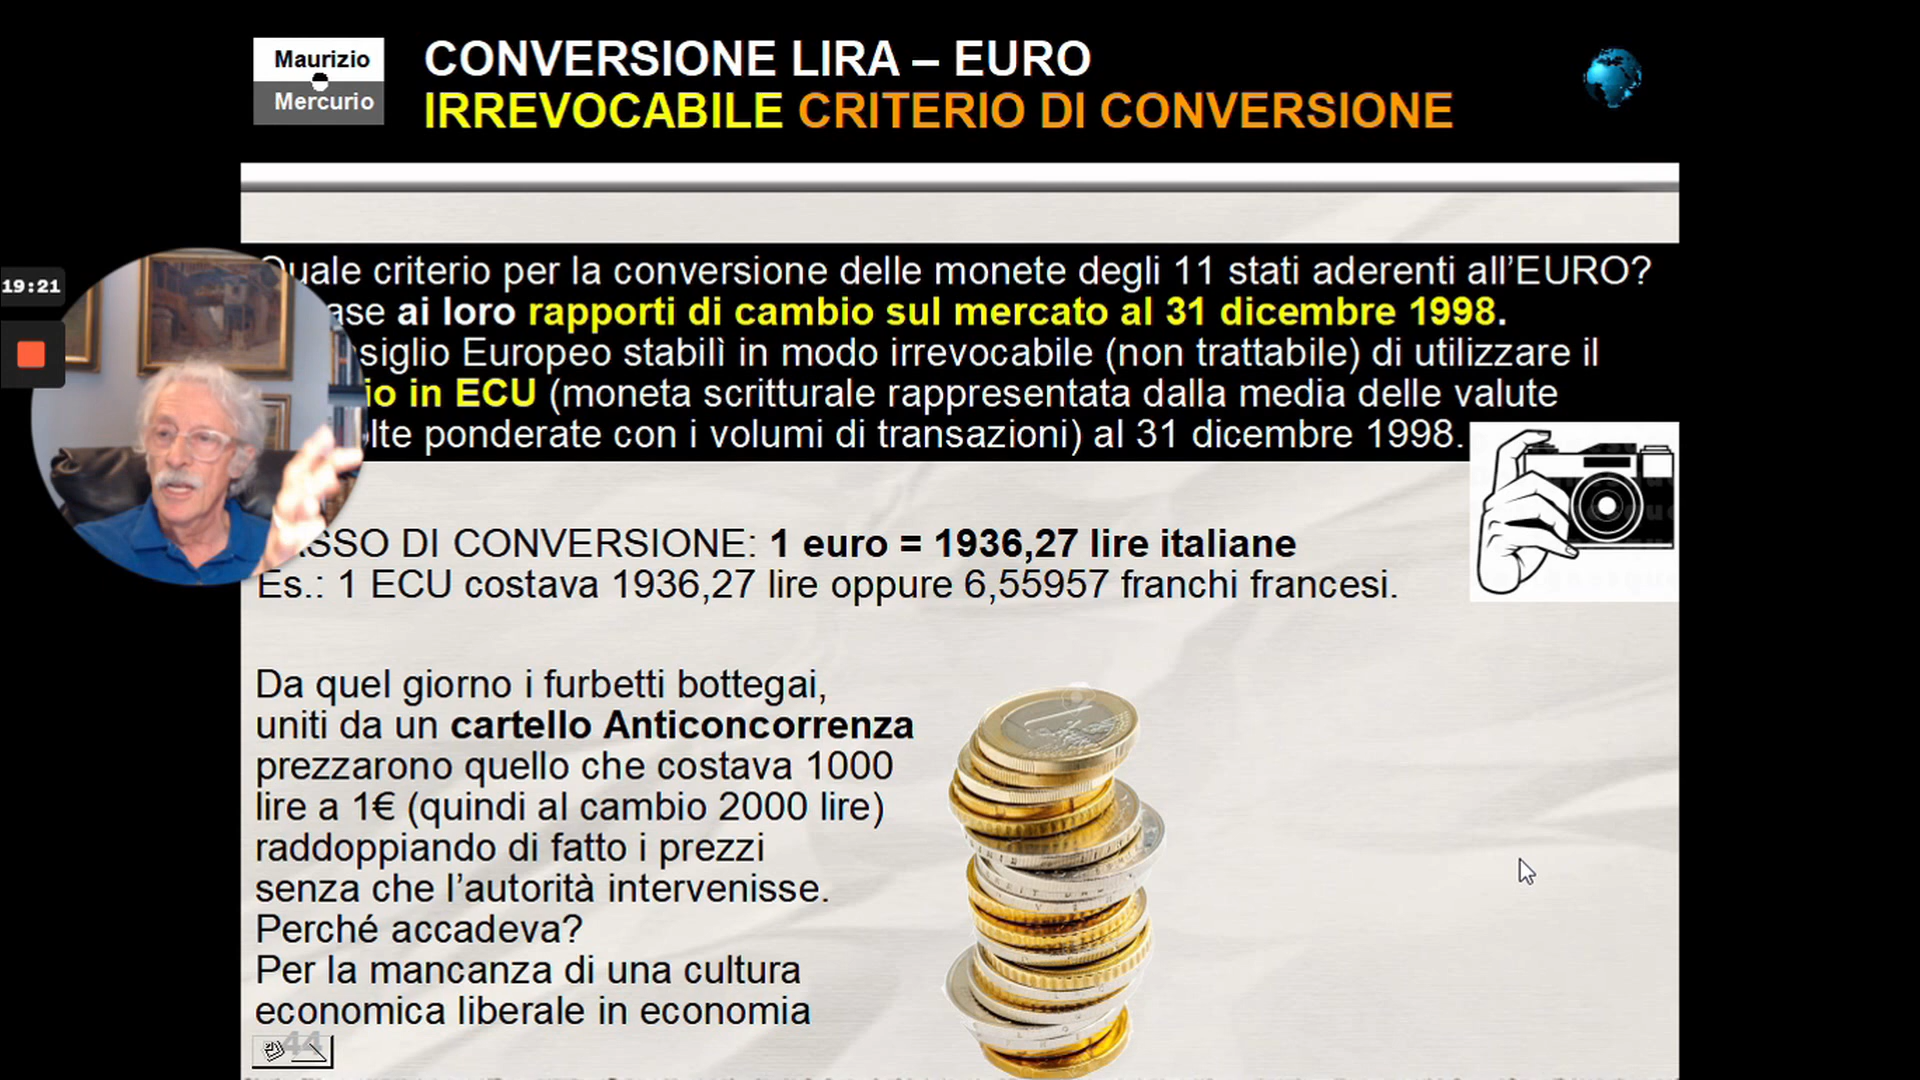 Maurizio
Mercurio
CONVERSIONE LIRA – EURO
IRREVOCABILE CRITERIO DI CONVERSIONE
19:21
Quale criterio per la conversione delle monete degli 11 stati aderenti all’EURO?
ai loro rapporti di cambio sul mercato al 31 dicembre 1998.
Europeo stabilì in modo irrevocabile (non trattabile) di utilizzare il
in ECU (moneta scritturale rappresentata dalla media delle valute
ponderate con i volumi di transazioni) al 31 dicembre 1998.
DI CONVERSIONE: 1 euro = 1936,27 lire italiane
Es.: 1 ECU costava 1936,27 lire oppure 6,55957 franchi francesi.
Da quel giorno i furbetti bottegai,
uniti da un cartello Anticoncorrenza
prezzarono quello che costava 1000
lire a 1€ (quindi al cambio 2000 lire)
raddoppiando di fatto i prezzi
senza che l’autorità intervenisse.
Perché accadeva?
Per la mancanza di una cultura
economica liberale in economia
44